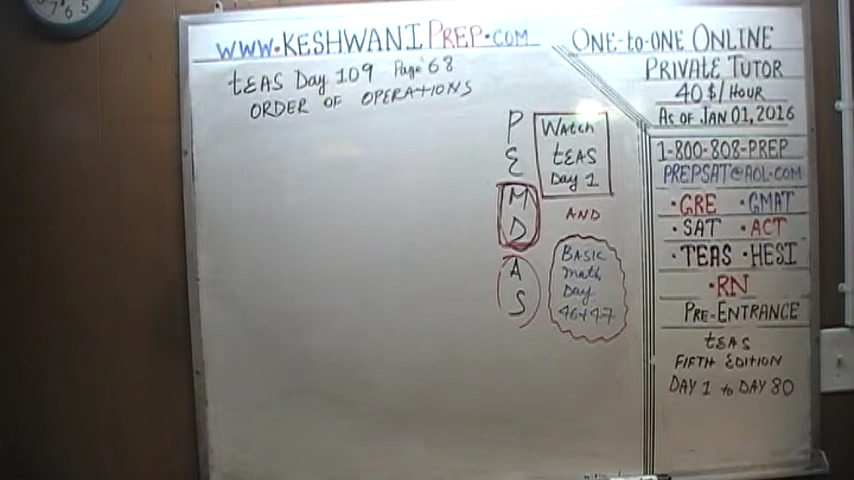 7 6 5
WWW.KESHWANIPREP.COM
tEAS Day 109 Page 68
ORDER OF OPERATIONS
P
E
M
D
A
S
Watch
tEAS
Day 1
AND
BASIC
math
Day
46+47
ONE-to-ONE ONLINE
PRIVATE TUTOR
40$/HOUR
AS OF JAN 01, 2016
1-800-808-PREP
PREPSAT@AOL.COM
•GRE •GMAT
•SAT •ACT
•TEAS •HESI
•RN
PRE-ENTRANCE
tEAS
FIFTH EDITION
DAY 1 to DAY 80